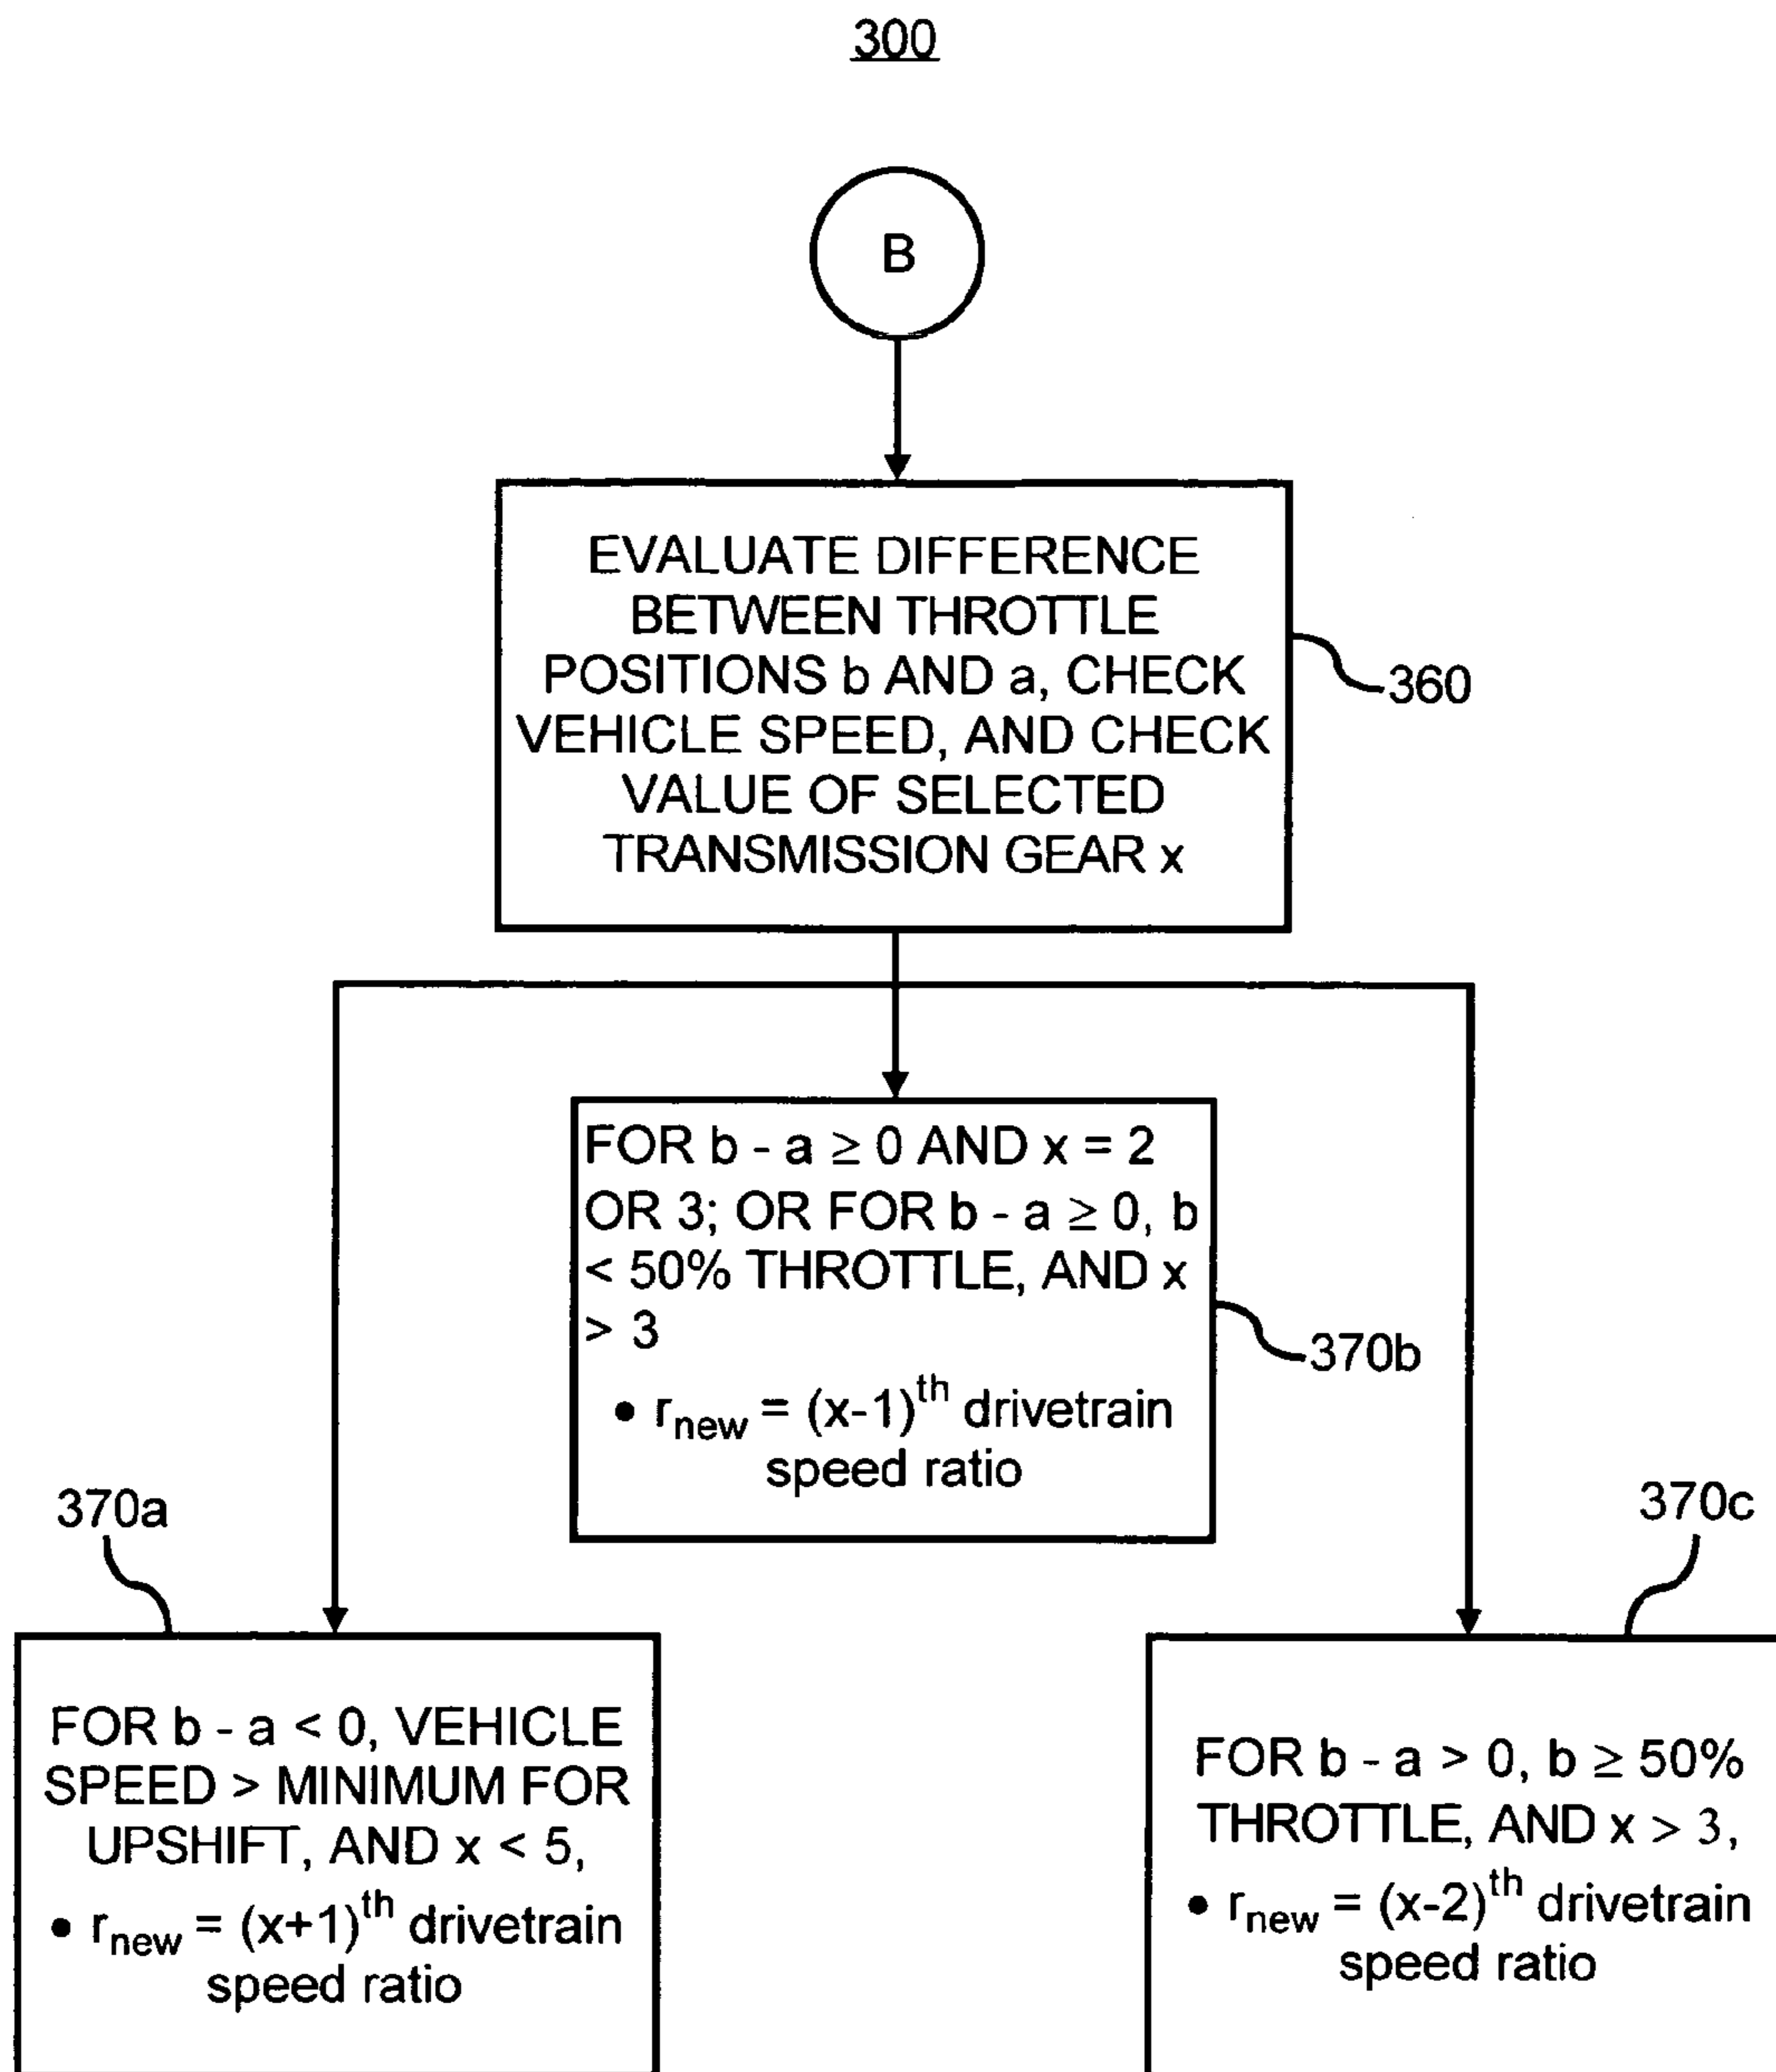 300
B
EVALUATE DIFFERENCE
BETWEEN THROTTLE
POSITIONS b AND a, CHECK
VEHICLE SPEED, AND CHECK
VALUE OF SELECTED
TRANSMISSION GEAR x
360
FOR b - a ≥ 0 AND x = 2
OR 3; OR FOR b - a ≥ 0, b
< 50% THROTTLE, AND x
> 3
• r_new = (x-1)^th drivetrain
speed ratio
370b
370a
FOR b - a < 0, VEHICLE
SPEED > MINIMUM FOR
UPSHIFT, AND x < 5,
• r_new = (x+1)^th drivetrain
speed ratio
370c
FOR b - a > 0, b ≥ 50%
THROTTLE, AND x > 3,
• r_new = (x-2)^th drivetrain
speed ratio